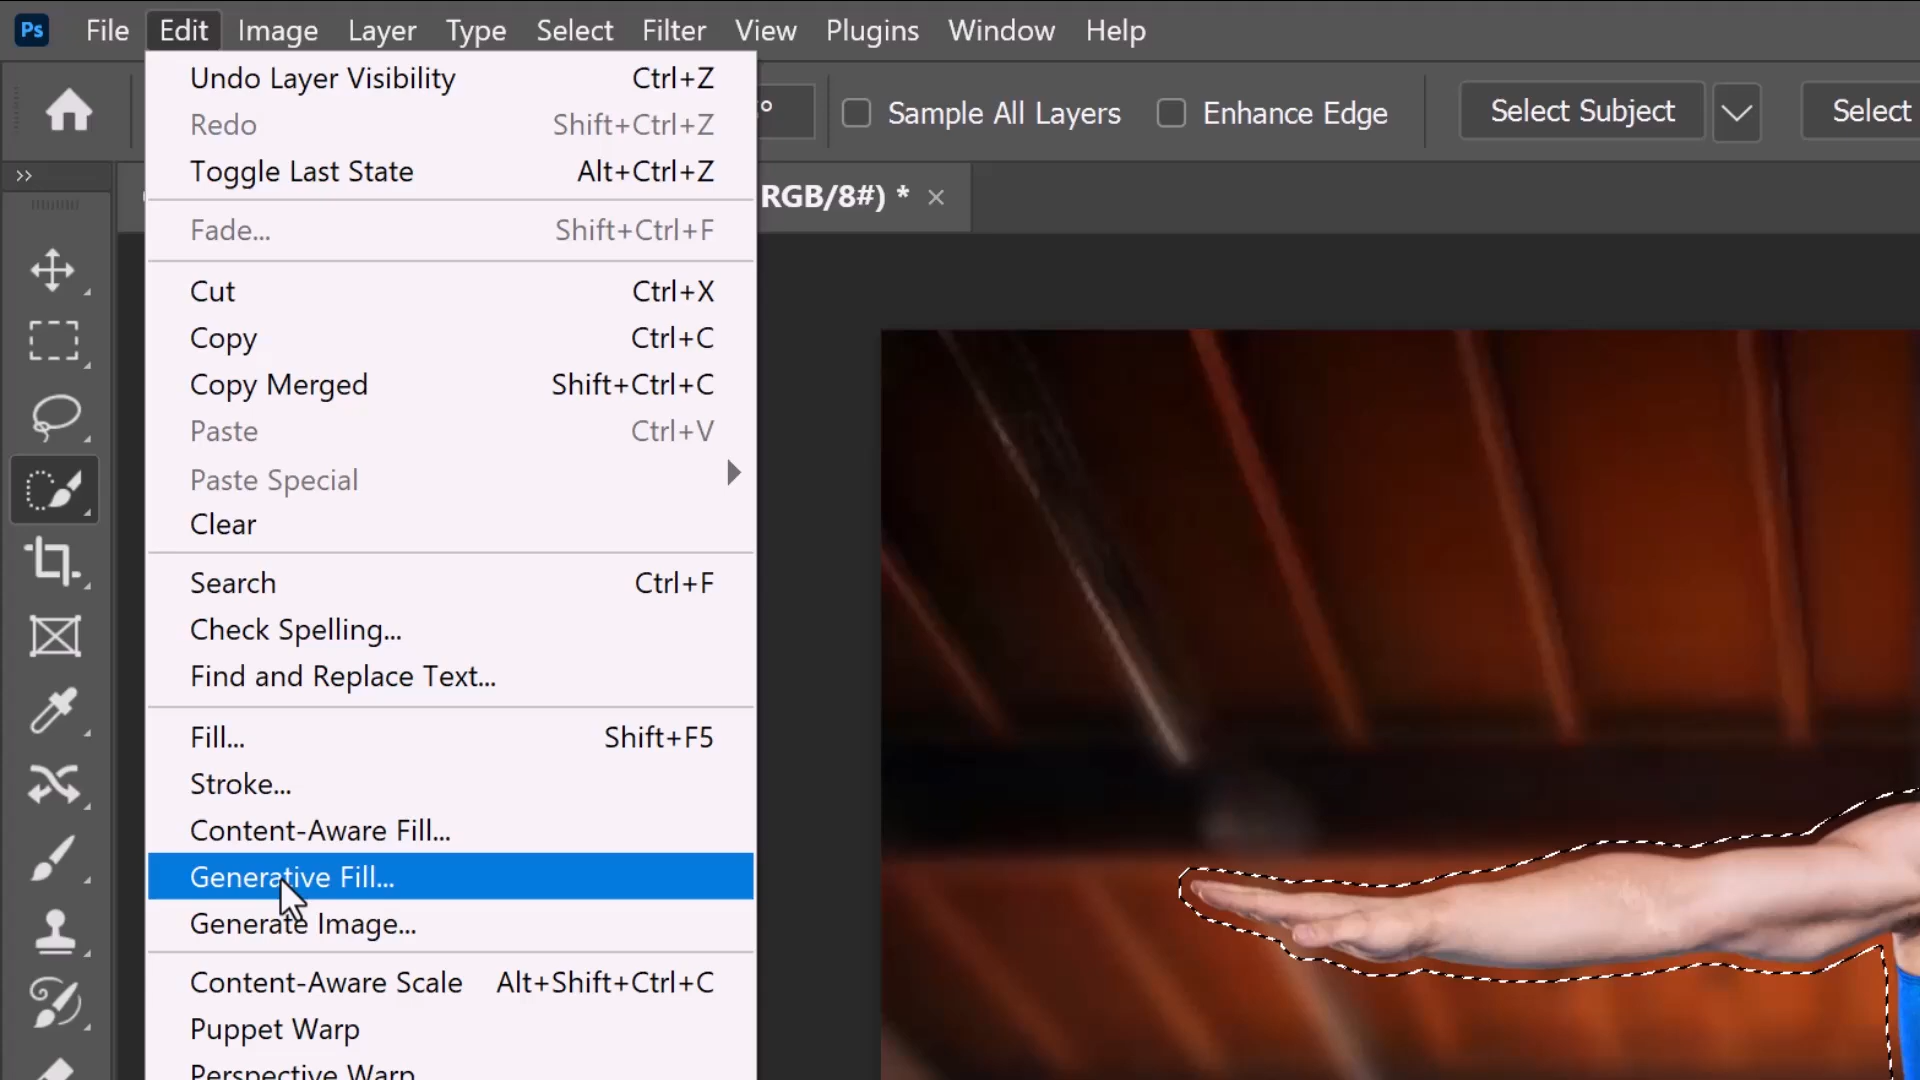 Ps File Edit Image Layer Type Select Filter View Plugins Window Help
Sample All Layers Enhance Edge Select Subject Select
RGB/8#) * ×
Undo Layer Visibility Ctrl+Z
Redo Shift+Ctrl+Z
Toggle Last State Alt+Ctrl+Z
Fade... Shift+Ctrl+F
Cut Ctrl+X
Copy Ctrl+C
Copy Merged Shift+Ctrl+C
Paste Ctrl+V
Paste Special
Clear
Search Ctrl+F
Check Spelling...
Find and Replace Text...
Fill... Shift+F5
Stroke...
Content-Aware Fill...
Generative Fill...
Generate Image...
Content-Aware Scale Alt+Shift+Ctrl+C
Puppet Warp
Perspective Warp